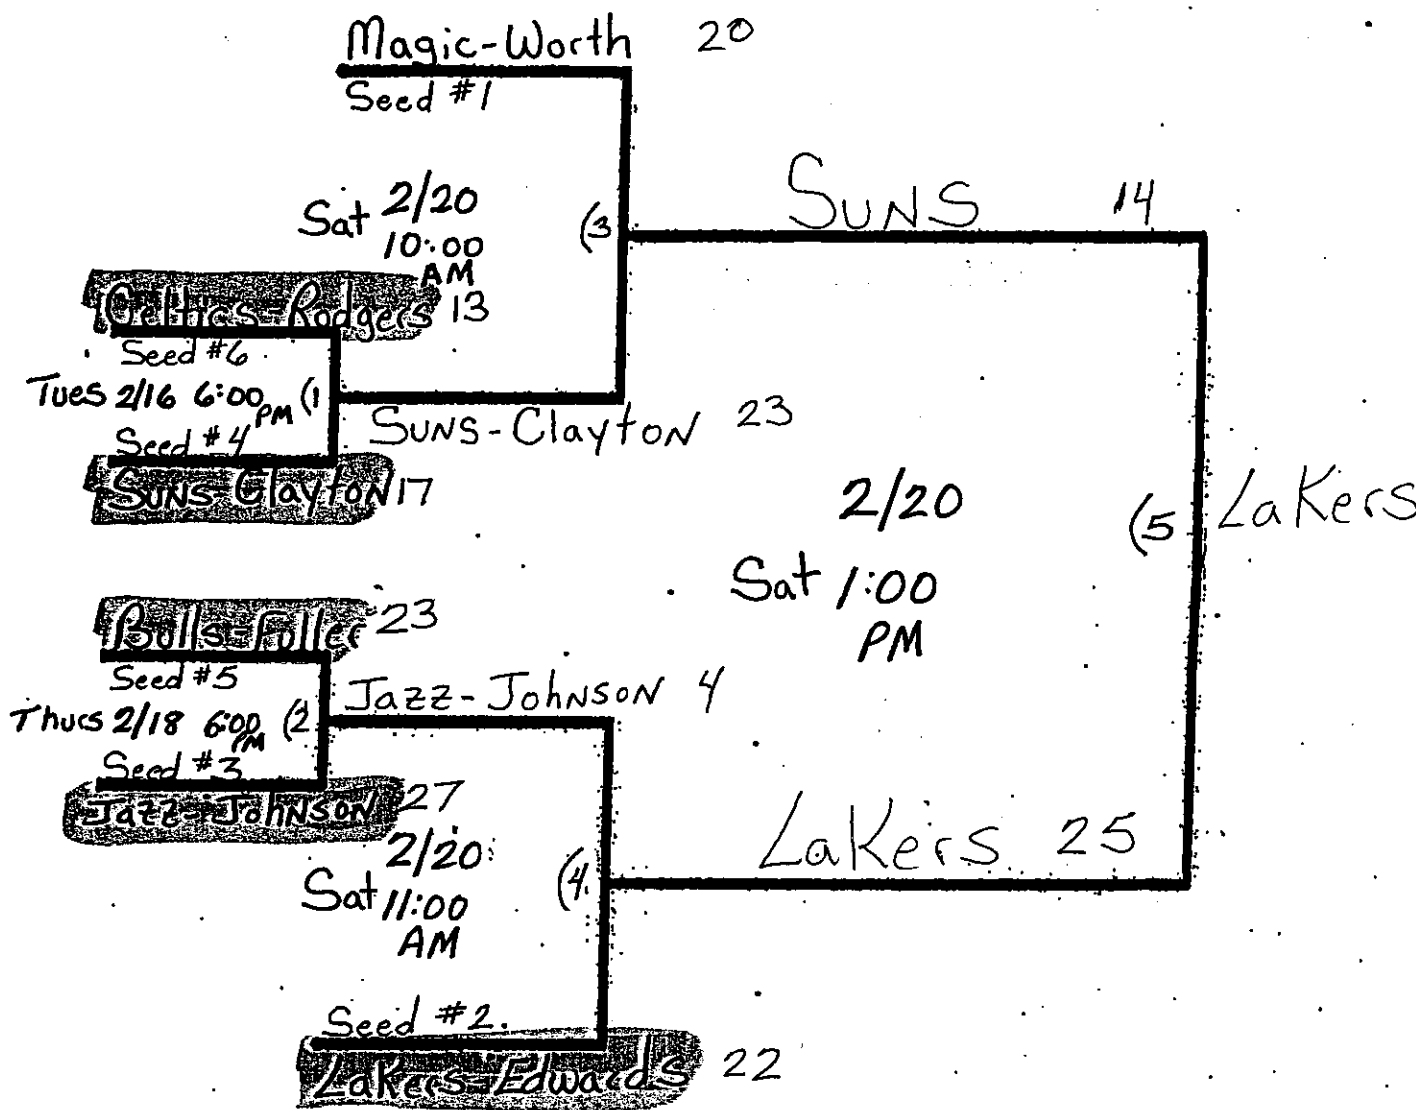 Magic-Worth 20
Seed #1
Sat 2/20
10:00
AM
(3
Suns 14
Celtics-Rodgers 13
Seed #6
Tues 2/16 6:00 PM (1
Seed #4
Suns-Clayton 17
Suns-Clayton 23
2/20
Sat 1:00
PM
(5
Lakers
Bulls-Fuller 23
Seed #5
Thurs 2/18 6:00 PM (2
Seed #3
Jazz-Johnson 27
Jazz-Johnson 4
2/20
Sat 11:00
AM
(4
Lakers 25
Seed #2
Lakers-Edwards 22